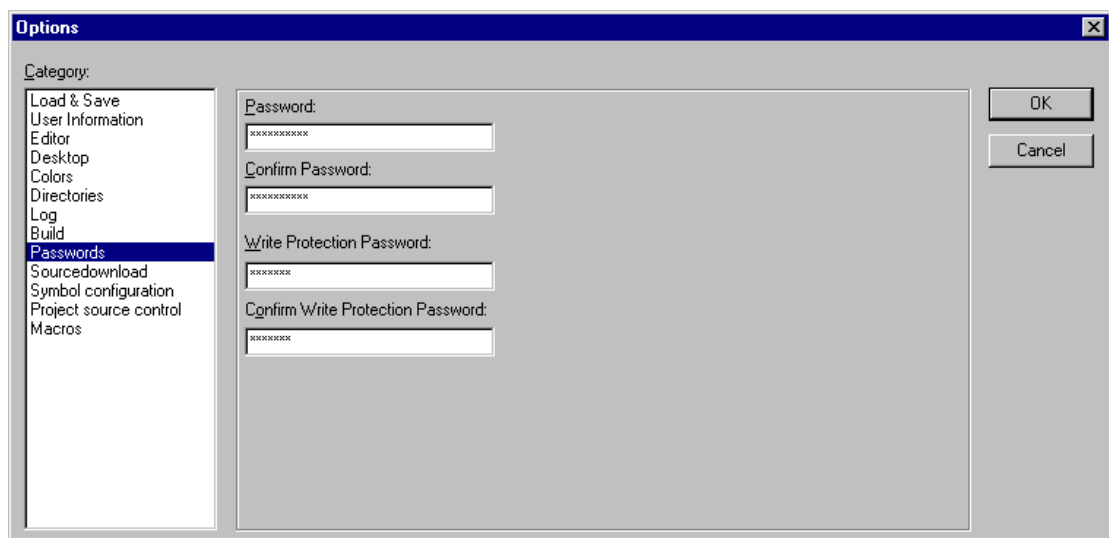 Options
Category:
Load & Save
User Information
Editor
Desktop
Colors
Directories
Log
Build
Passwords
Sourcedownload
Symbol configuration
Project source control
Macros
Password:
**********
Confirm Password:
**********
Write Protection Password:
*******
Confirm Write Protection Password:
*******
OK
Cancel